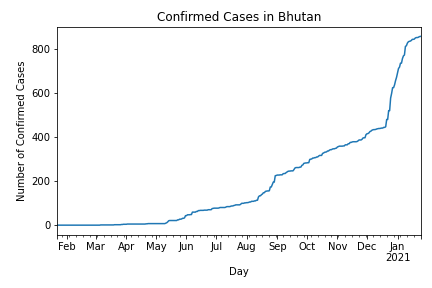 Confirmed Cases in Bhutan
Number of Confirmed Cases
800
600
400
200
0
Feb Mar Apr May Jun Jul Aug Sep Oct Nov Dec Jan
2021
Day